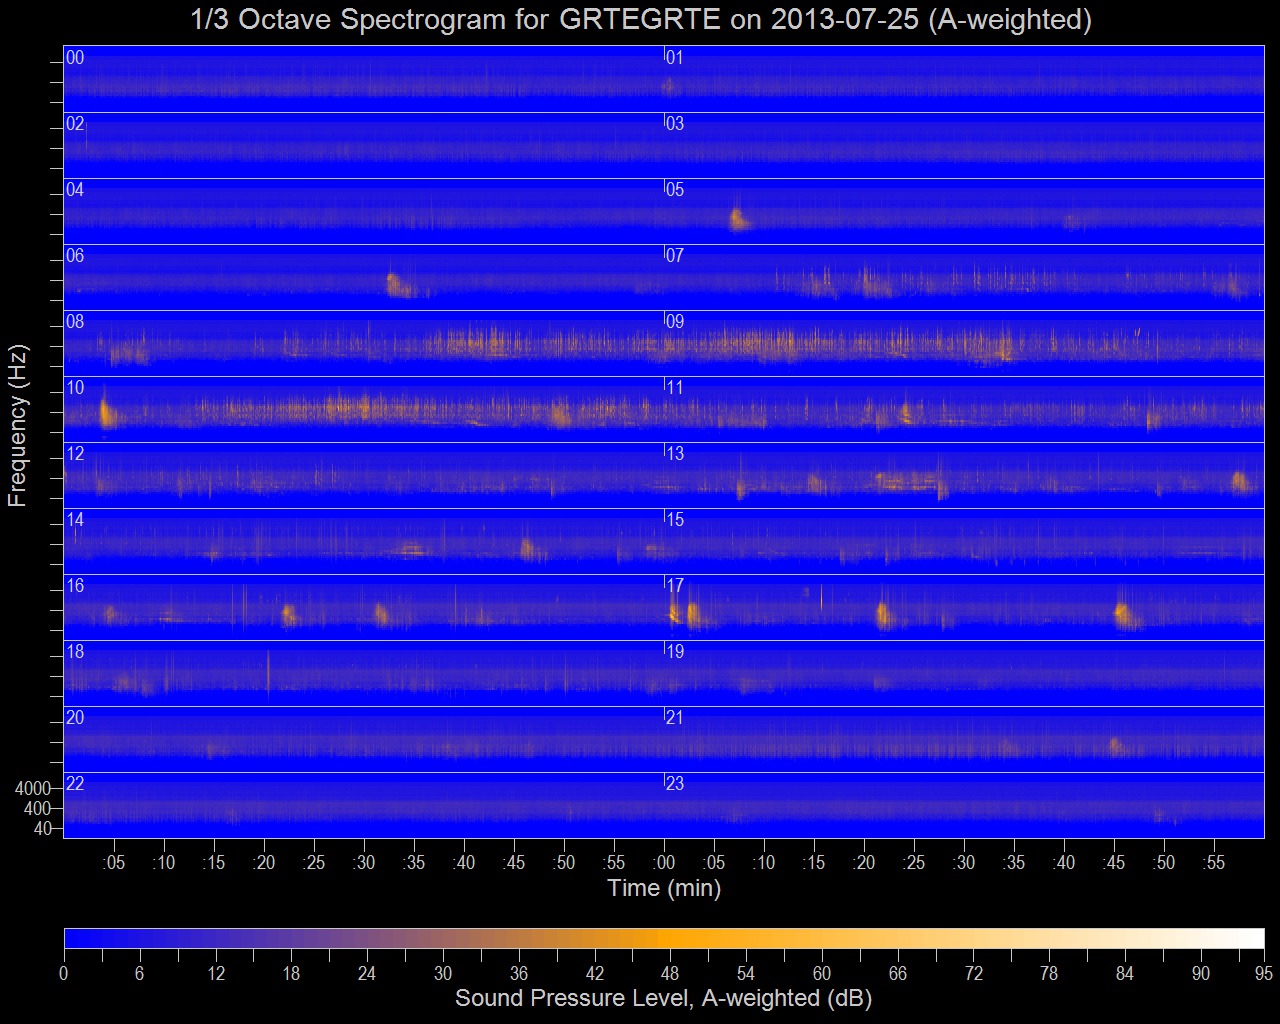 1/3 Octave Spectrogram for GRTEGRTE on 2013-07-25 (A-weighted)
00 01
02 03
04 05
06 07
08 09
10 11
12 13
14 15
16 17
18 19
20 21
22 23
Frequency (Hz)
4000
400
40
:05 :10 :15 :20 :25 :30 :35 :40 :45 :50 :55 :00 :05 :10 :15 :20 :25 :30 :35 :40 :45 :50 :55
Time (min)
0 6 12 18 24 30 36 42 48 54 60 66 72 78 84 90 95
Sound Pressure Level, A-weighted (dB)